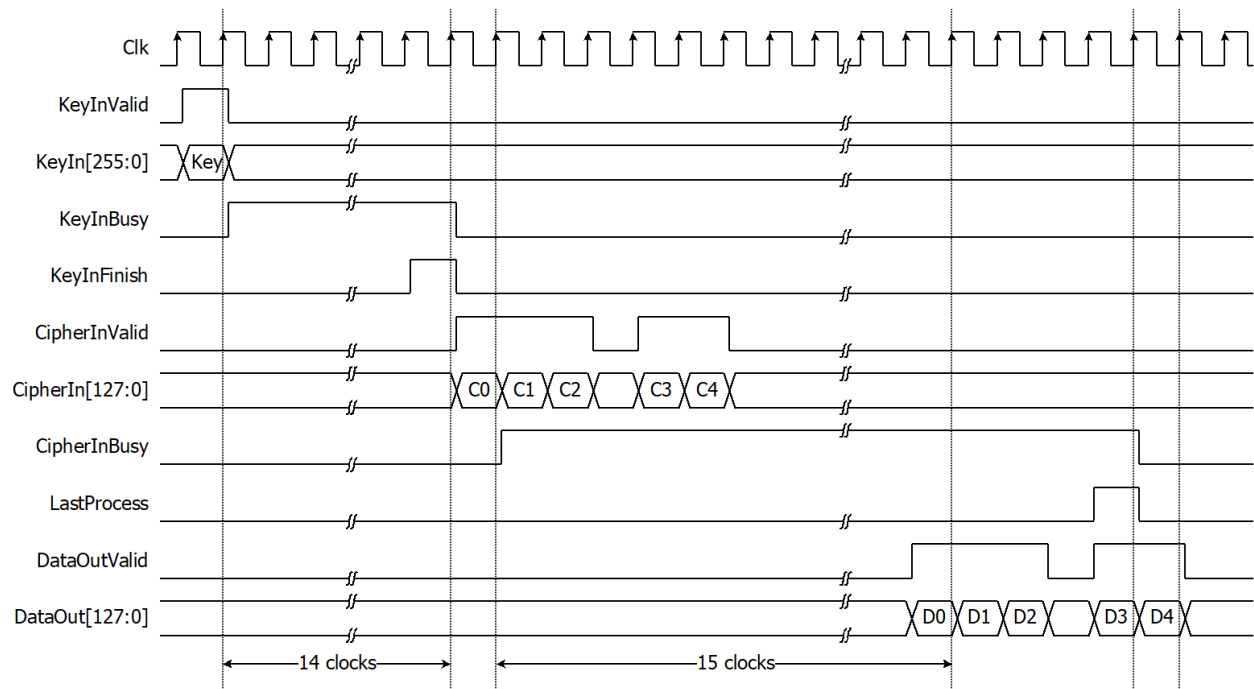 Clk
KeyInValid
KeyIn[255:0] Key
KeyInBusy
KeyInFinish
CipherInValid
CipherIn[127:0] C0 C1 C2 C3 C4
CipherInBusy
LastProcess
DataOutValid
DataOut[127:0] D0 D1 D2 D3 D4
14 clocks 15 clocks